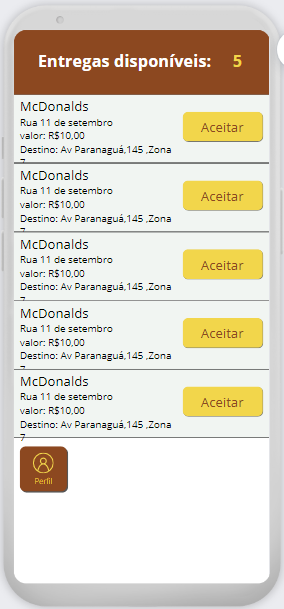 Entregas disponíveis: 5
McDonalds
Rua 11 de setembro
valor: R$10,00
Destino: Av Paranaguá,145 ,Zona
7
Aceitar
McDonalds
Rua 11 de setembro
valor: R$10,00
Destino: Av Paranaguá,145 ,Zona
7
Aceitar
McDonalds
Rua 11 de setembro
valor: R$10,00
Destino: Av Paranaguá,145 ,Zona
7
Aceitar
McDonalds
Rua 11 de setembro
valor: R$10,00
Destino: Av Paranaguá,145 ,Zona
7
Aceitar
McDonalds
Rua 11 de setembro
valor: R$10,00
Destino: Av Paranaguá,145 ,Zona
7
Aceitar
Perfil